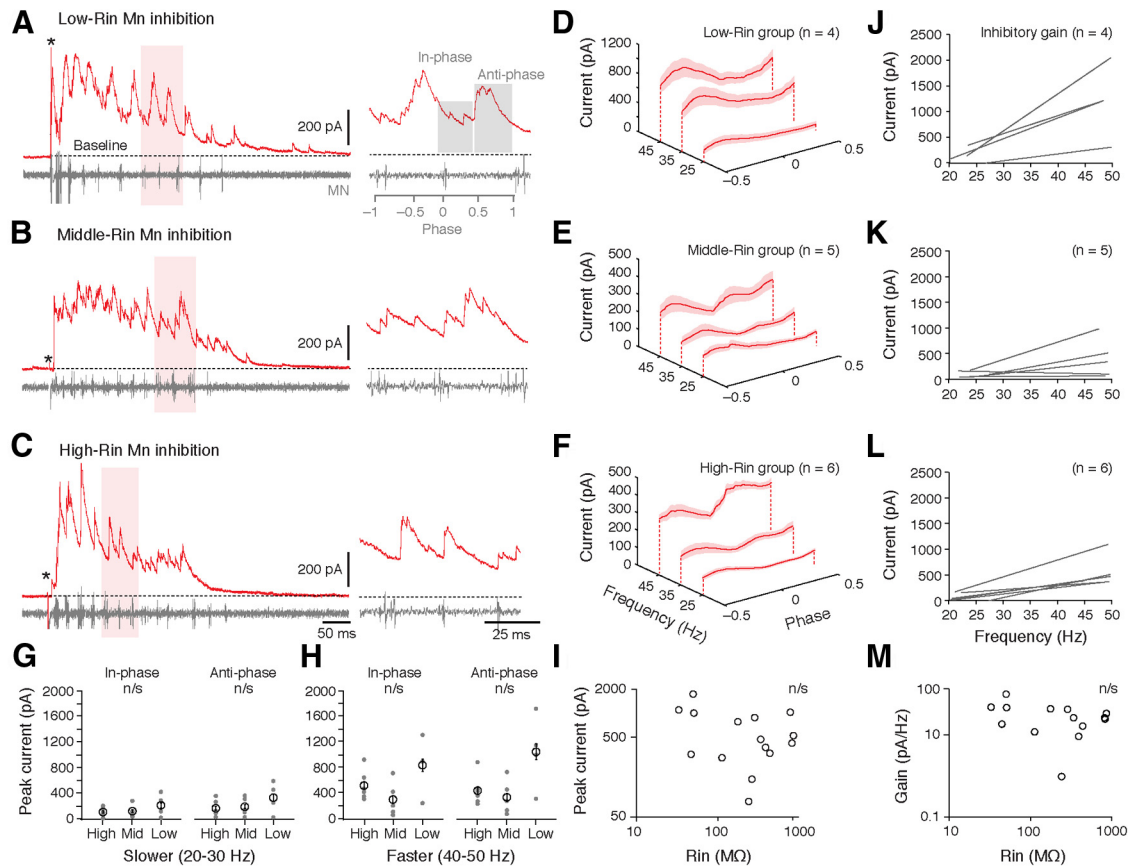 A Low-Rin Mn inhibition
*
Baseline
200 pA
MN
In-phase
Anti-phase
−1 −0.5 0 0.5 1
Phase
B Middle-Rin Mn inhibition
*
200 pA
C High-Rin Mn inhibition
*
200 pA
50 ms
25 ms
D Low-Rin group (n = 4)
Current (pA)
1200
1000
800
600
400
200
0
45 35 25
−0.5 0 0.5
E Middle-Rin group (n = 5)
Current (pA)
500
400
300
200
100
0
45 35 25
−0.5 0 0.5
F High-Rin group (n = 6)
Current (pA)
500
400
300
200
100
0
45 35 25
−0.5 0 0.5
Frequency (Hz)
Phase
J Inhibitory gain (n = 4)
Current (pA)
2500
2000
1500
1000
500
0
20 25 30 35 40 45 50
K (n = 5)
Current (pA)
2500
2000
1500
1000
500
0
20 25 30 35 40 45 50
L (n = 6)
Current (pA)
2500
2000
1500
1000
500
0
20 25 30 35 40 45 50
Frequency (Hz)
G In-phase Anti-phase
n/s n/s
Peak current (pA)
2000
1600
1200
800
400
0
High Mid Low High Mid Low
Slower (20-30 Hz)
H In-phase Anti-phase
n/s n/s
2000
1600
1200
800
400
0
High Mid Low High Mid Low
Faster (40-50 Hz)
I n/s
Peak current (pA)
2000
500
50
10 100 1000
Rin (MΩ)
M n/s
Gain (pA/Hz)
100
10
0.1
10 100 1000
Rin (MΩ)